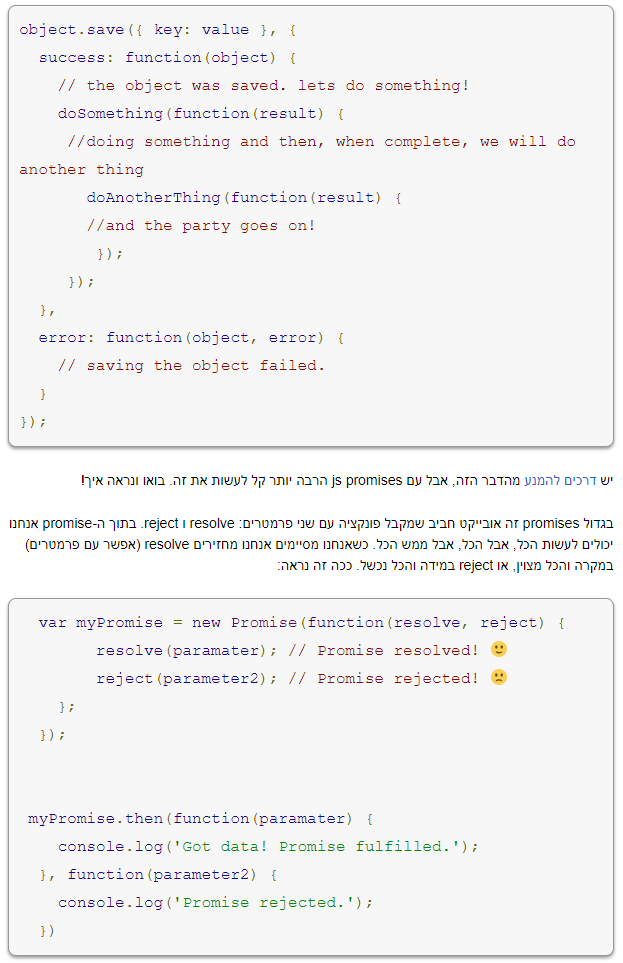 object.save({ key: value }, {
  success: function(object) {
    // the object was saved. lets do something!
    doSomething(function(result) {
     //doing something and then, when complete, we will do
another thing
       doAnotherThing(function(result) {
       //and the party goes on!
        });
     });
  },
  error: function(object, error) {
    // saving the object failed.
  }
});
יש דרכים להמנע מהדבר הזה, אבל עם js promises הרבה יותר קל לעשות את זה. בואו ונראה איך!
בגדול promises זה אובייקט חביב שמקבל פונקציה עם שני פרמטרים: resolve ו reject. בתוך ה-promise אנחנו
יכולים לעשות הכל, אבל הכל, אבל ממש הכל. כשאנחנו מסיימים אנחנו מחזירים resolve (אפשר עם פרמטרים)
במקרה והכל מצוין, או reject במידה והכל נכשל. ככה זה נראה:
  var myPromise = new Promise(function(resolve, reject) {
        resolve(paramater); // Promise resolved! 🙂
        reject(parameter2); // Promise rejected! 🙁
    };
  });
 myPromise.then(function(paramater) {
    console.log('Got data! Promise fulfilled.');
  }, function(parameter2) {
    console.log('Promise rejected.');
  })